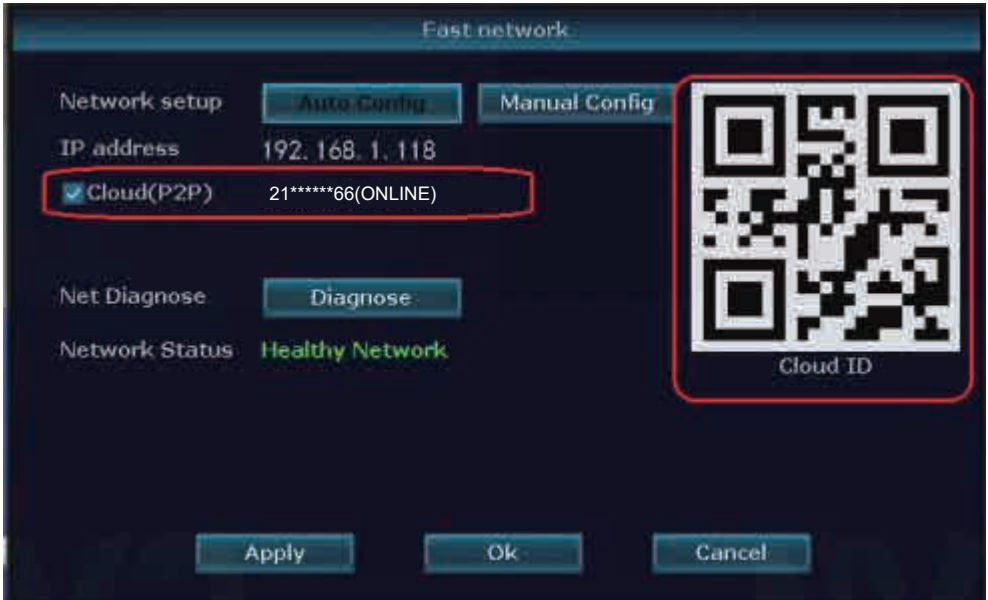 Fast network
Network setup Auto Config Manual Config
IP address 192.168.1.118
Cloud(P2P) 21******66(ONLINE)
Net Diagnose Diagnose
Network Status Healthy Network
Cloud ID
Apply Ok Cancel